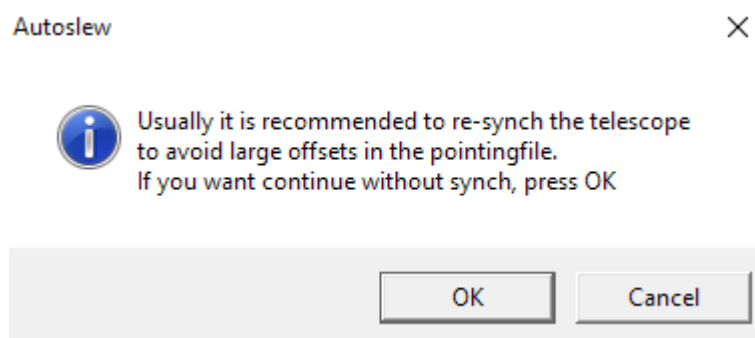 Autoslew
Usually it is recommended to re-synch the telescope
to avoid large offsets in the pointingfile.
If you want continue without synch, press OK
OK
Cancel